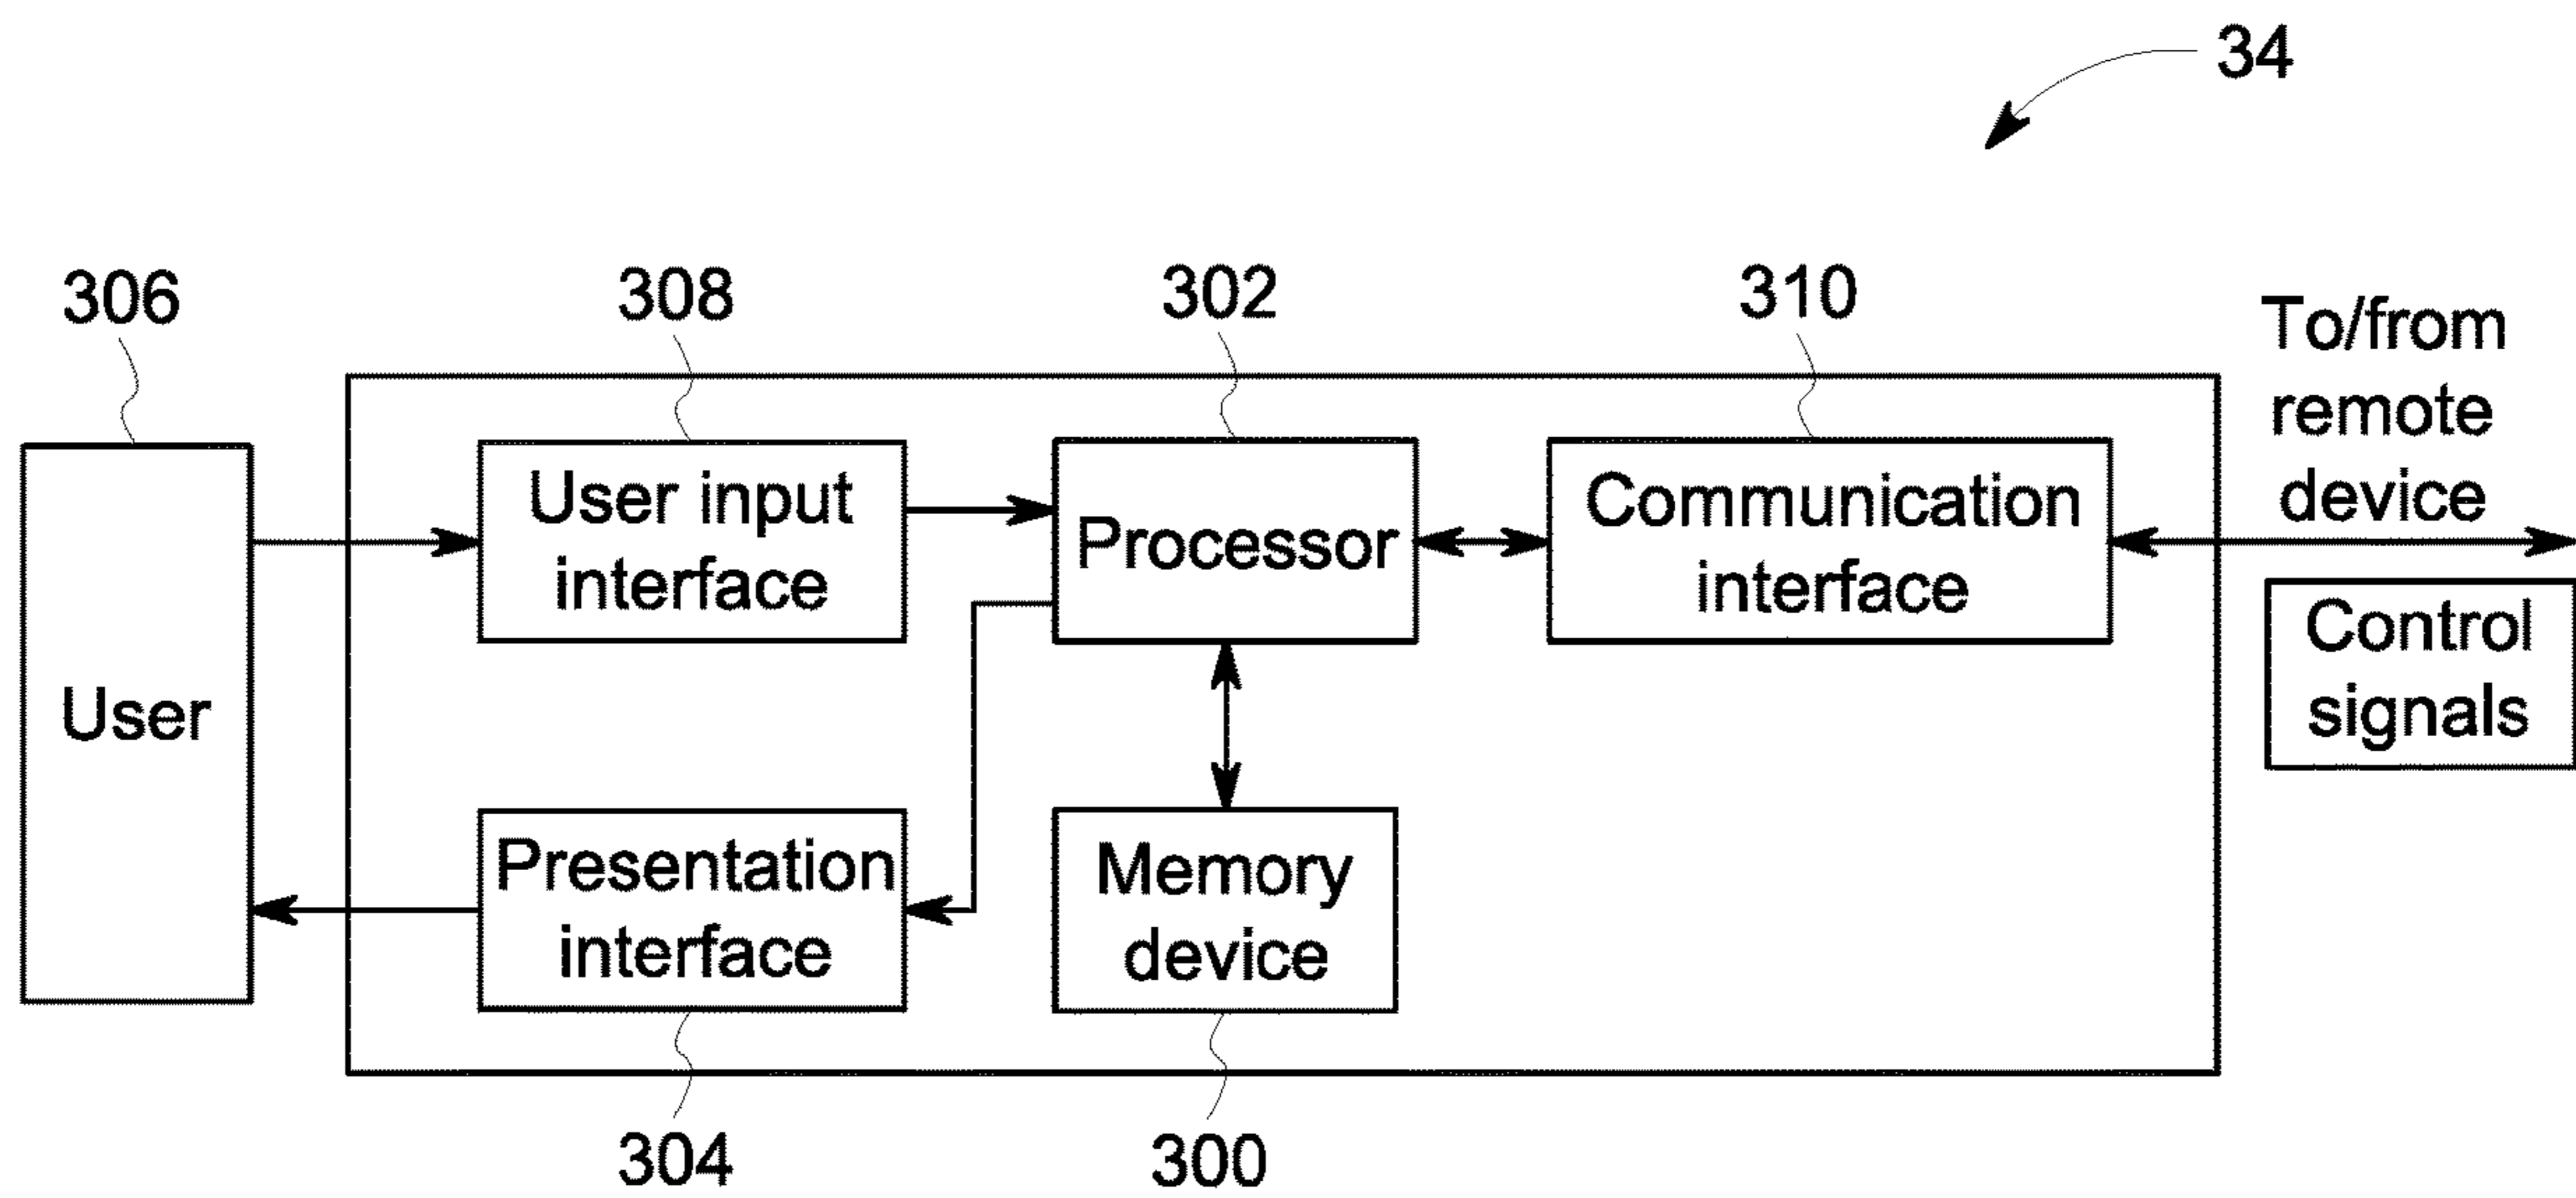 34
306
308
302
310
To/from
remote
device
User input
interface
Processor
Communication
interface
Control
signals
User
Presentation
interface
Memory
device
304
300